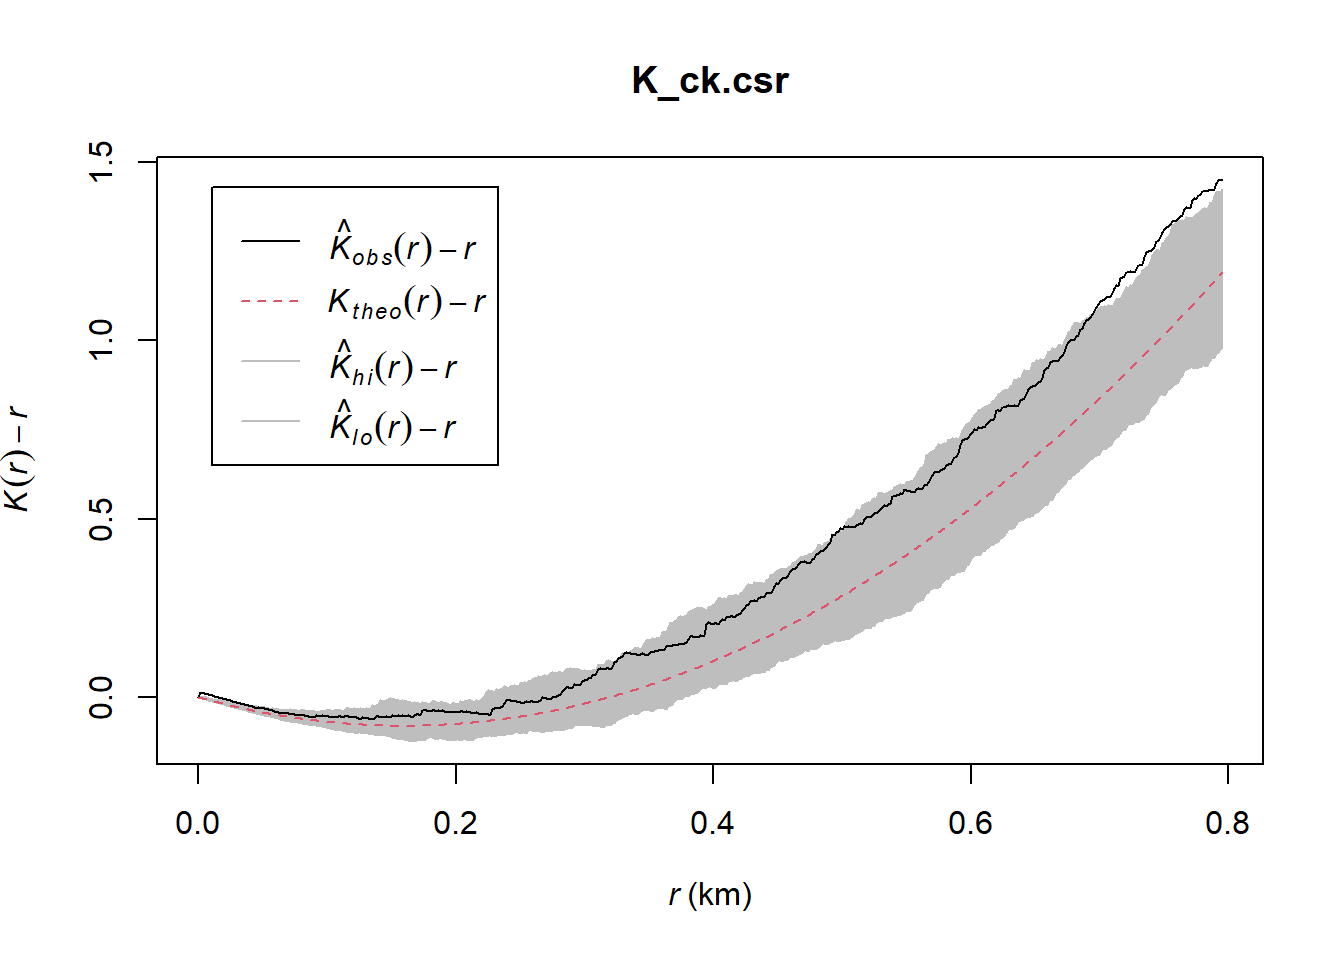 K_ck.csr
K̂obs(r) − r
Ktheo(r) − r
K̂hi(r) − r
K̂lo(r) − r
K(r) − r
1.5
1.0
0.5
0.0
0.0 0.2 0.4 0.6 0.8
r (km)